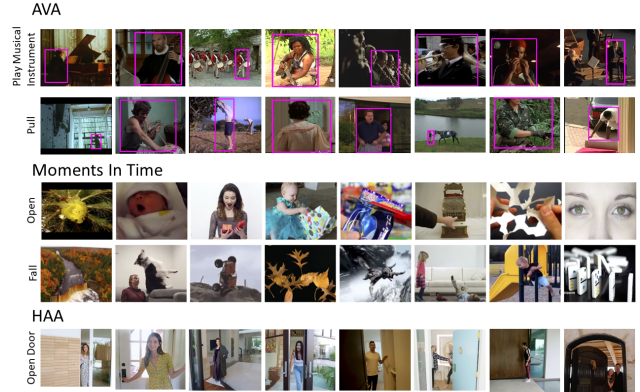 AVA
Play Musical
Instrument
Pull
Moments In Time
Open
Fall
HAA
Open Door